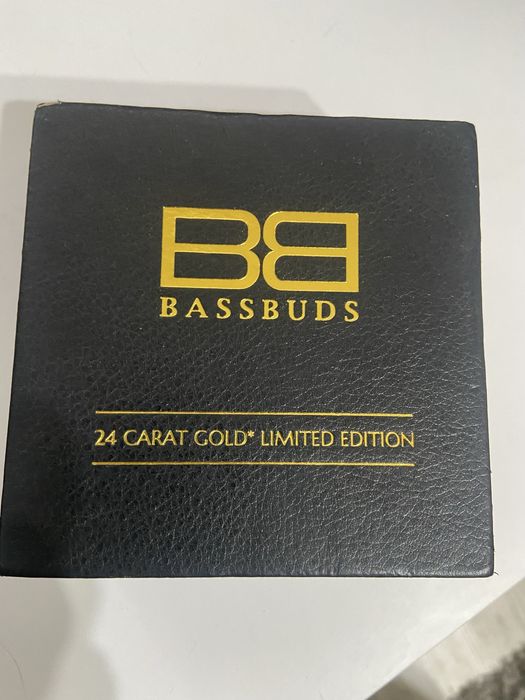 BB
BASSBUDS
24 CARAT GOLD* LIMITED EDITION